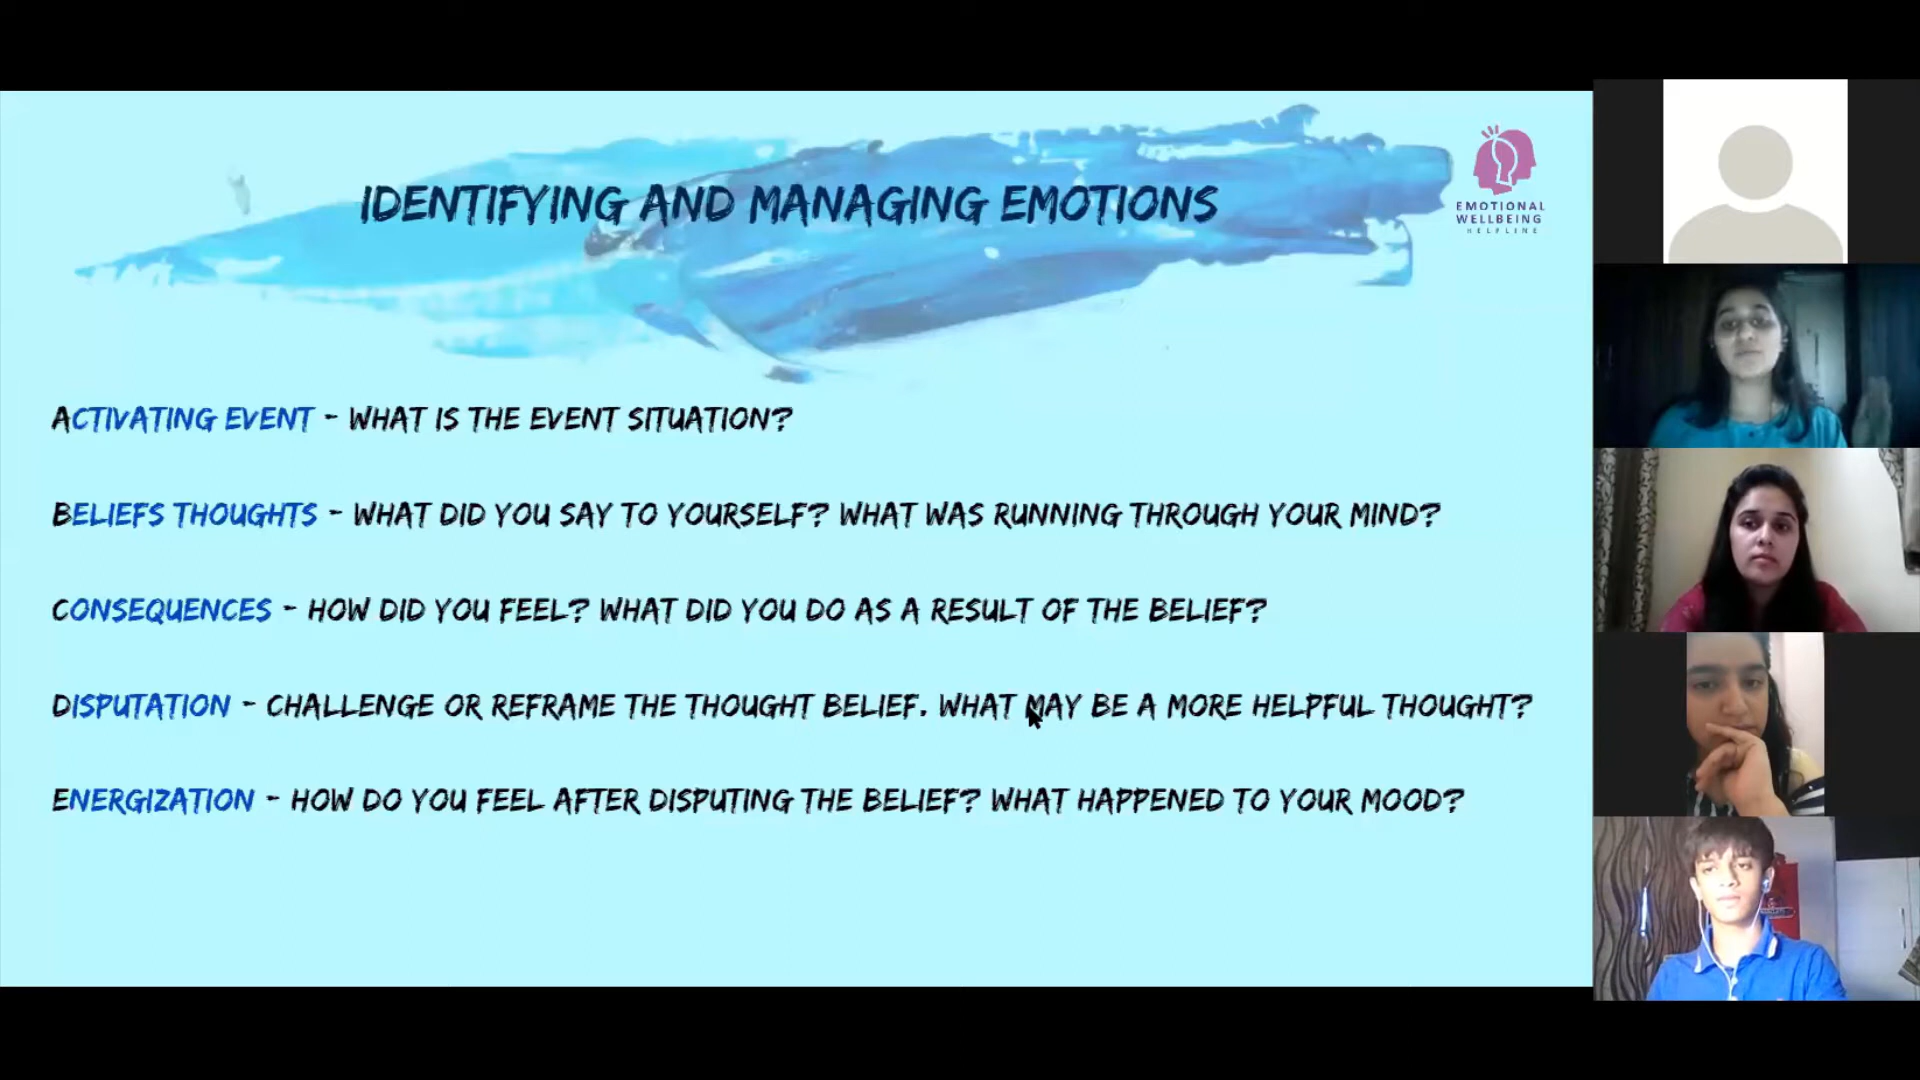 IDENTIFYING AND MANAGING EMOTIONS
EMOTIONAL
WELLBEING
HELPLINE
ACTIVATING EVENT - WHAT IS THE EVENT SITUATION?
BELIEFS THOUGHTS - WHAT DID YOU SAY TO YOURSELF? WHAT WAS RUNNING THROUGH YOUR MIND?
CONSEQUENCES - HOW DID YOU FEEL? WHAT DID YOU DO AS A RESULT OF THE BELIEF?
DISPUTATION - CHALLENGE OR REFRAME THE THOUGHT BELIEF. WHAT MAY BE A MORE HELPFUL THOUGHT?
ENERGIZATION - HOW DO YOU FEEL AFTER DISPUTING THE BELIEF? WHAT HAPPENED TO YOUR MOOD?